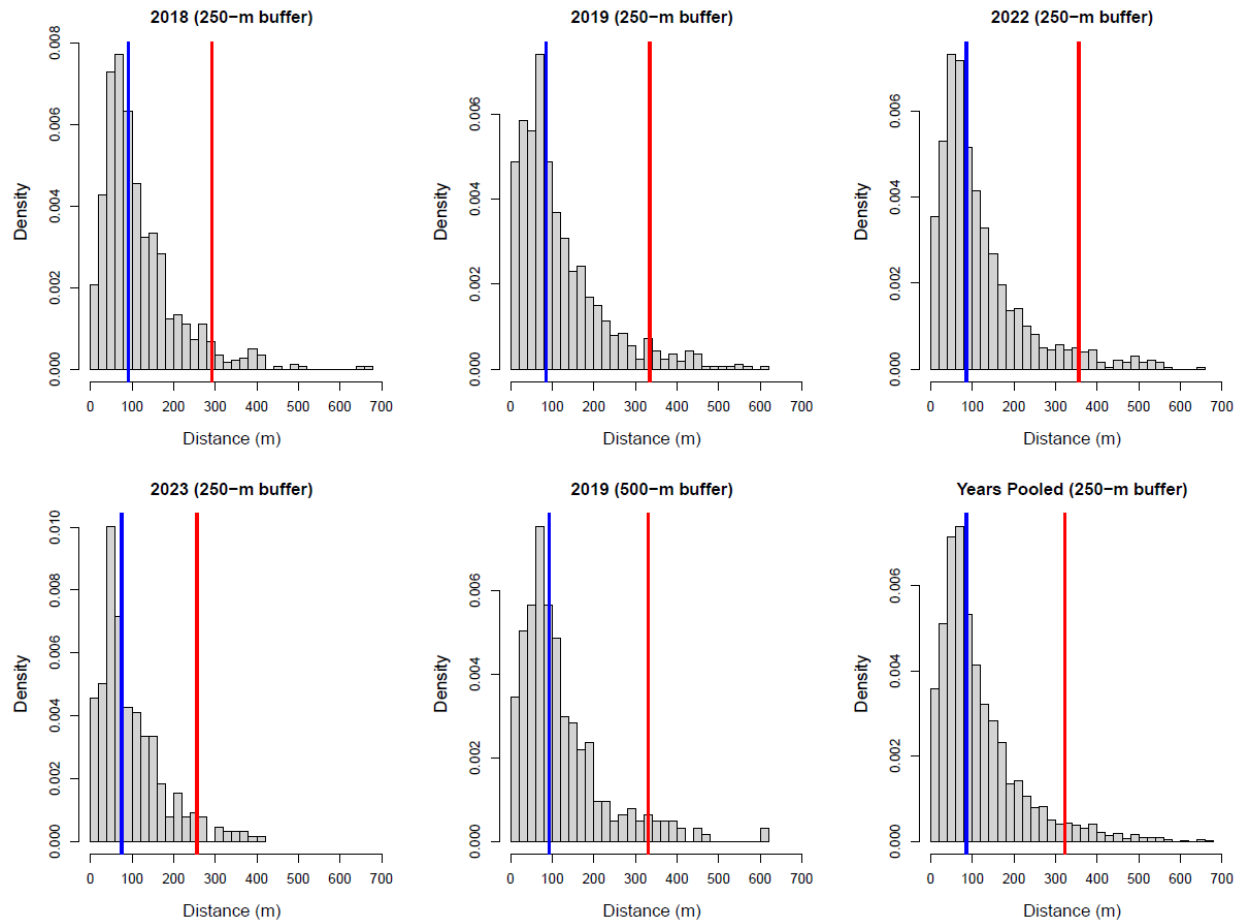 2018 (250−m buffer)
0.000
0.002
0.004
0.006
0.008
Density
0 100 200 300 400 500 600 700
Distance (m)
2019 (250−m buffer)
0.000
0.002
0.004
0.006
Density
0 100 200 300 400 500 600 700
Distance (m)
2022 (250−m buffer)
0.000
0.002
0.004
0.006
Density
0 100 200 300 400 500 600 700
Distance (m)
2023 (250−m buffer)
0.000
0.002
0.004
0.006
0.008
0.010
Density
0 100 200 300 400 500 600 700
Distance (m)
2019 (500−m buffer)
0.000
0.002
0.004
0.006
Density
0 100 200 300 400 500 600 700
Distance (m)
Years Pooled (250−m buffer)
0.000
0.002
0.004
0.006
Density
0 100 200 300 400 500 600 700
Distance (m)